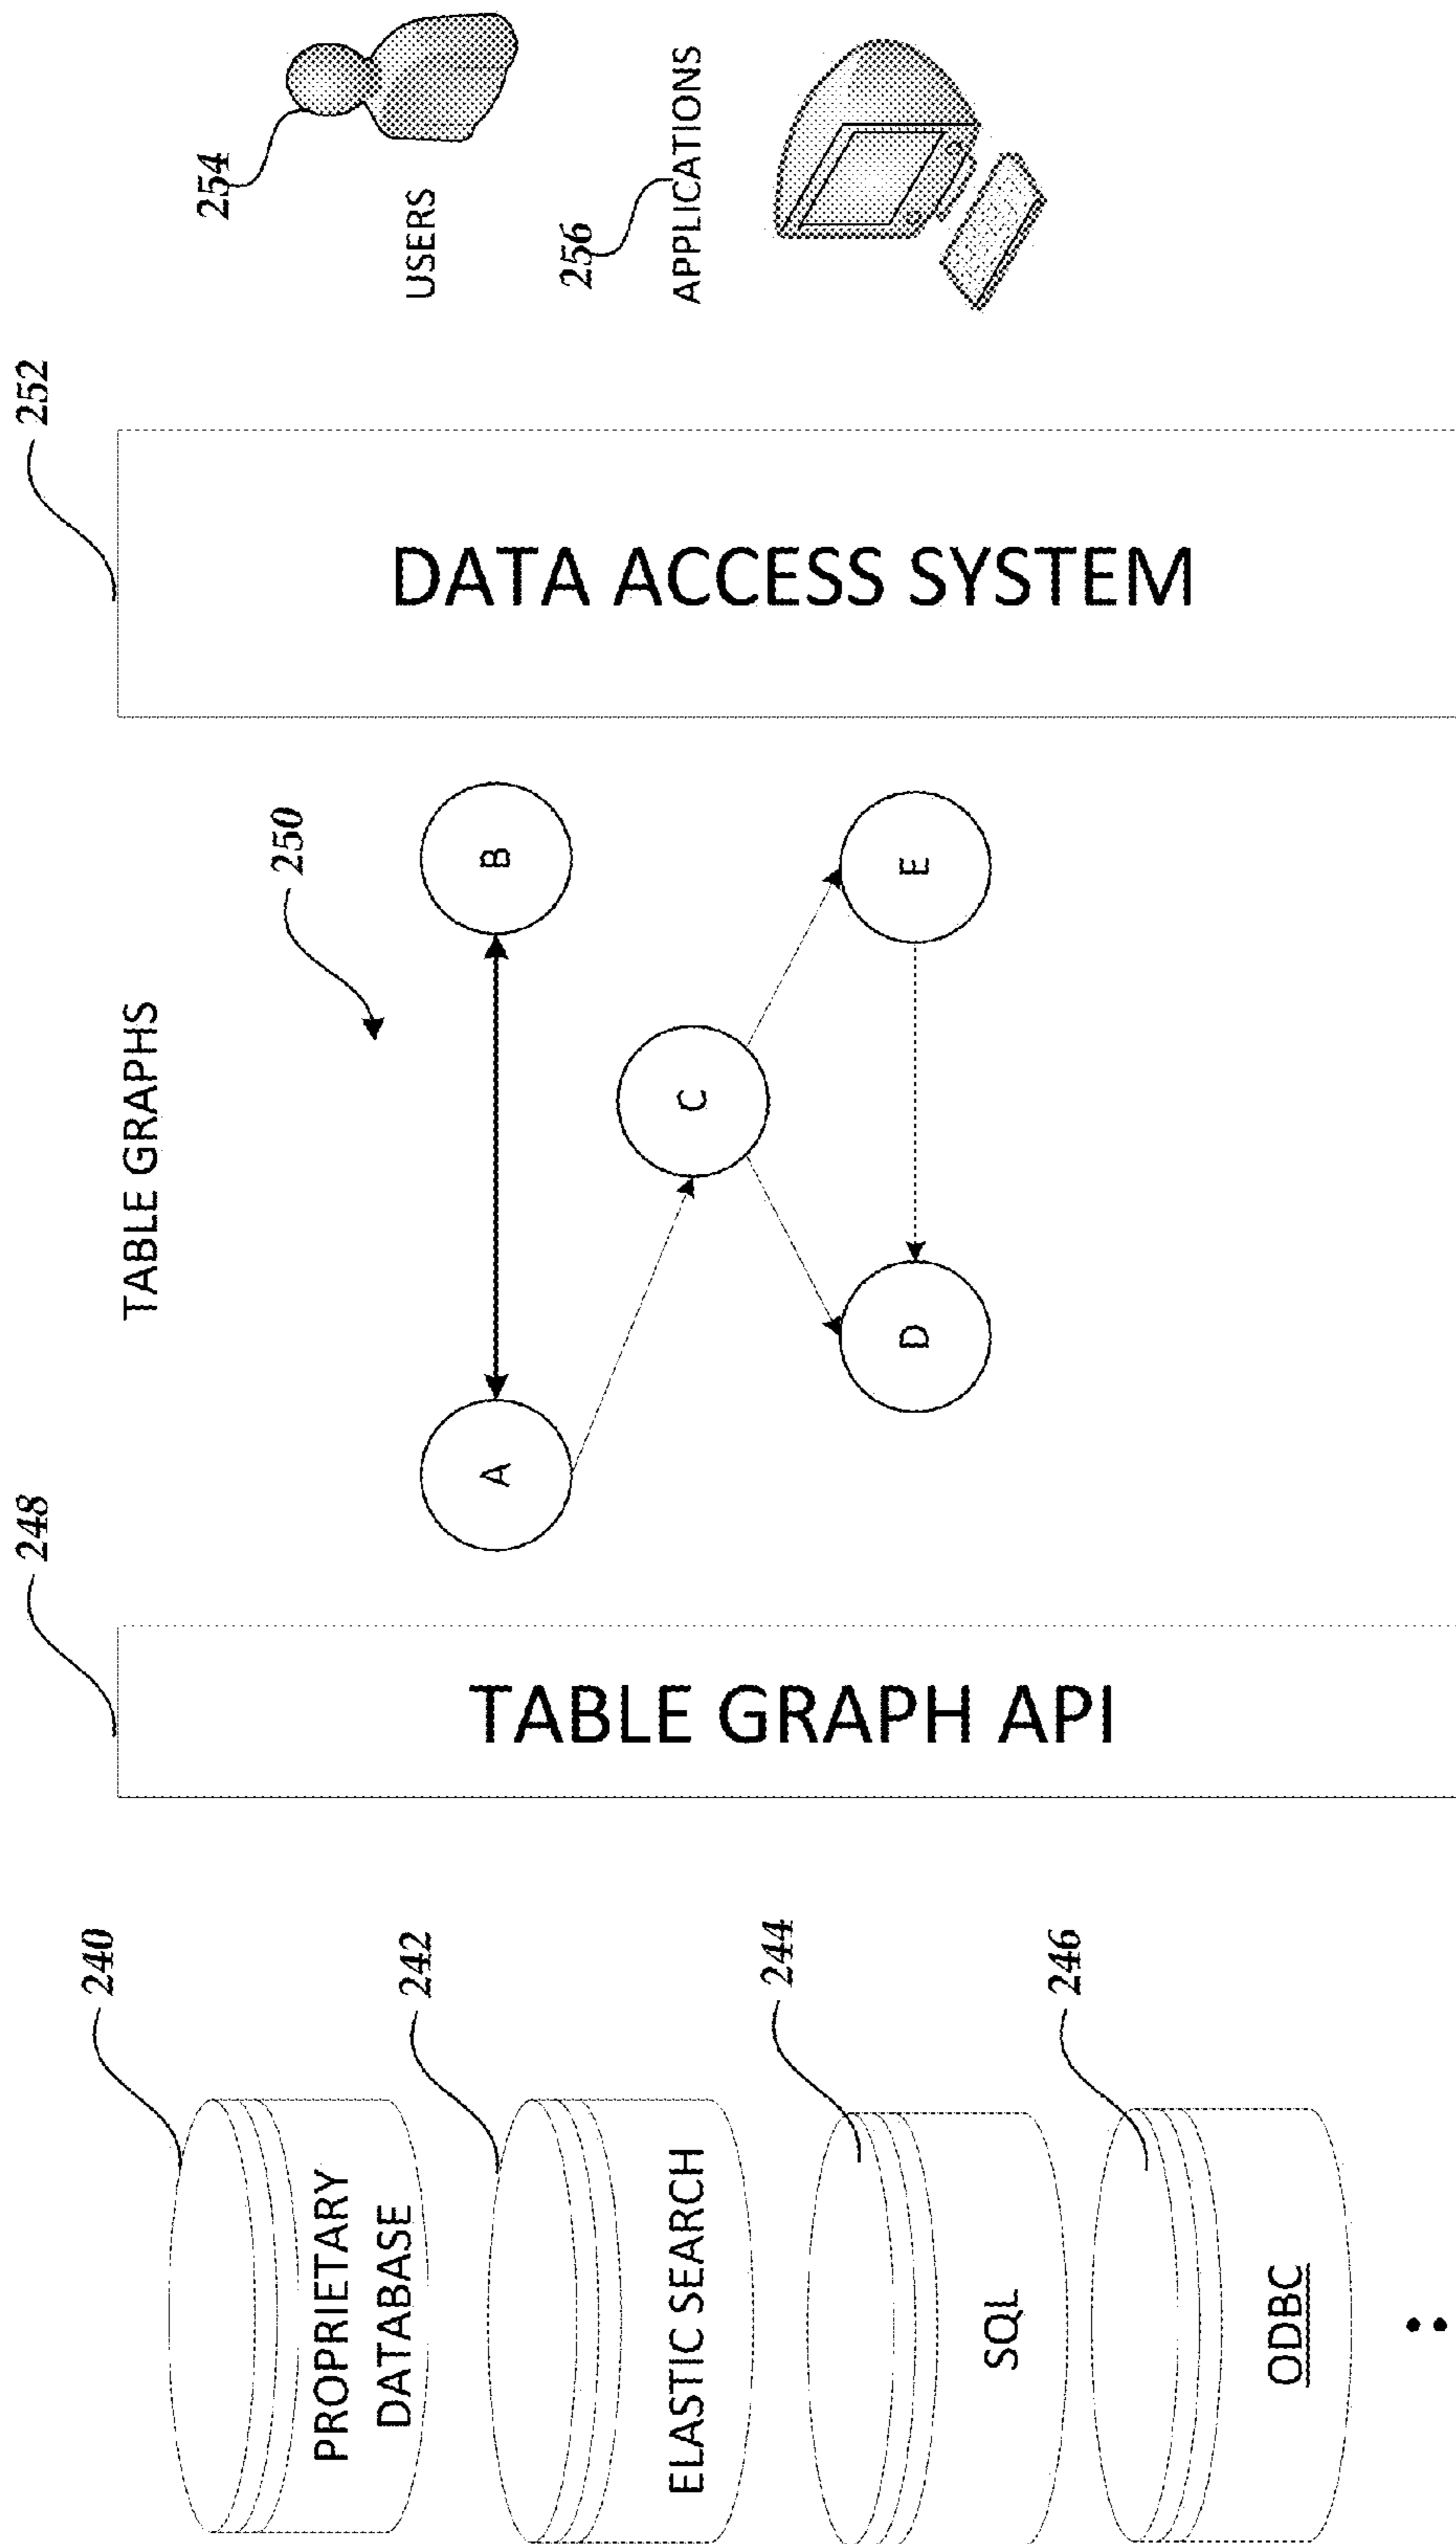 240
PROPRIETARY
DATABASE
242
ELASTIC SEARCH
244
SQL
246
ODBC
248
TABLE GRAPH API
TABLE GRAPHS
250
A
B
C
D
E
252
DATA ACCESS SYSTEM
254
USERS
256
APPLICATIONS